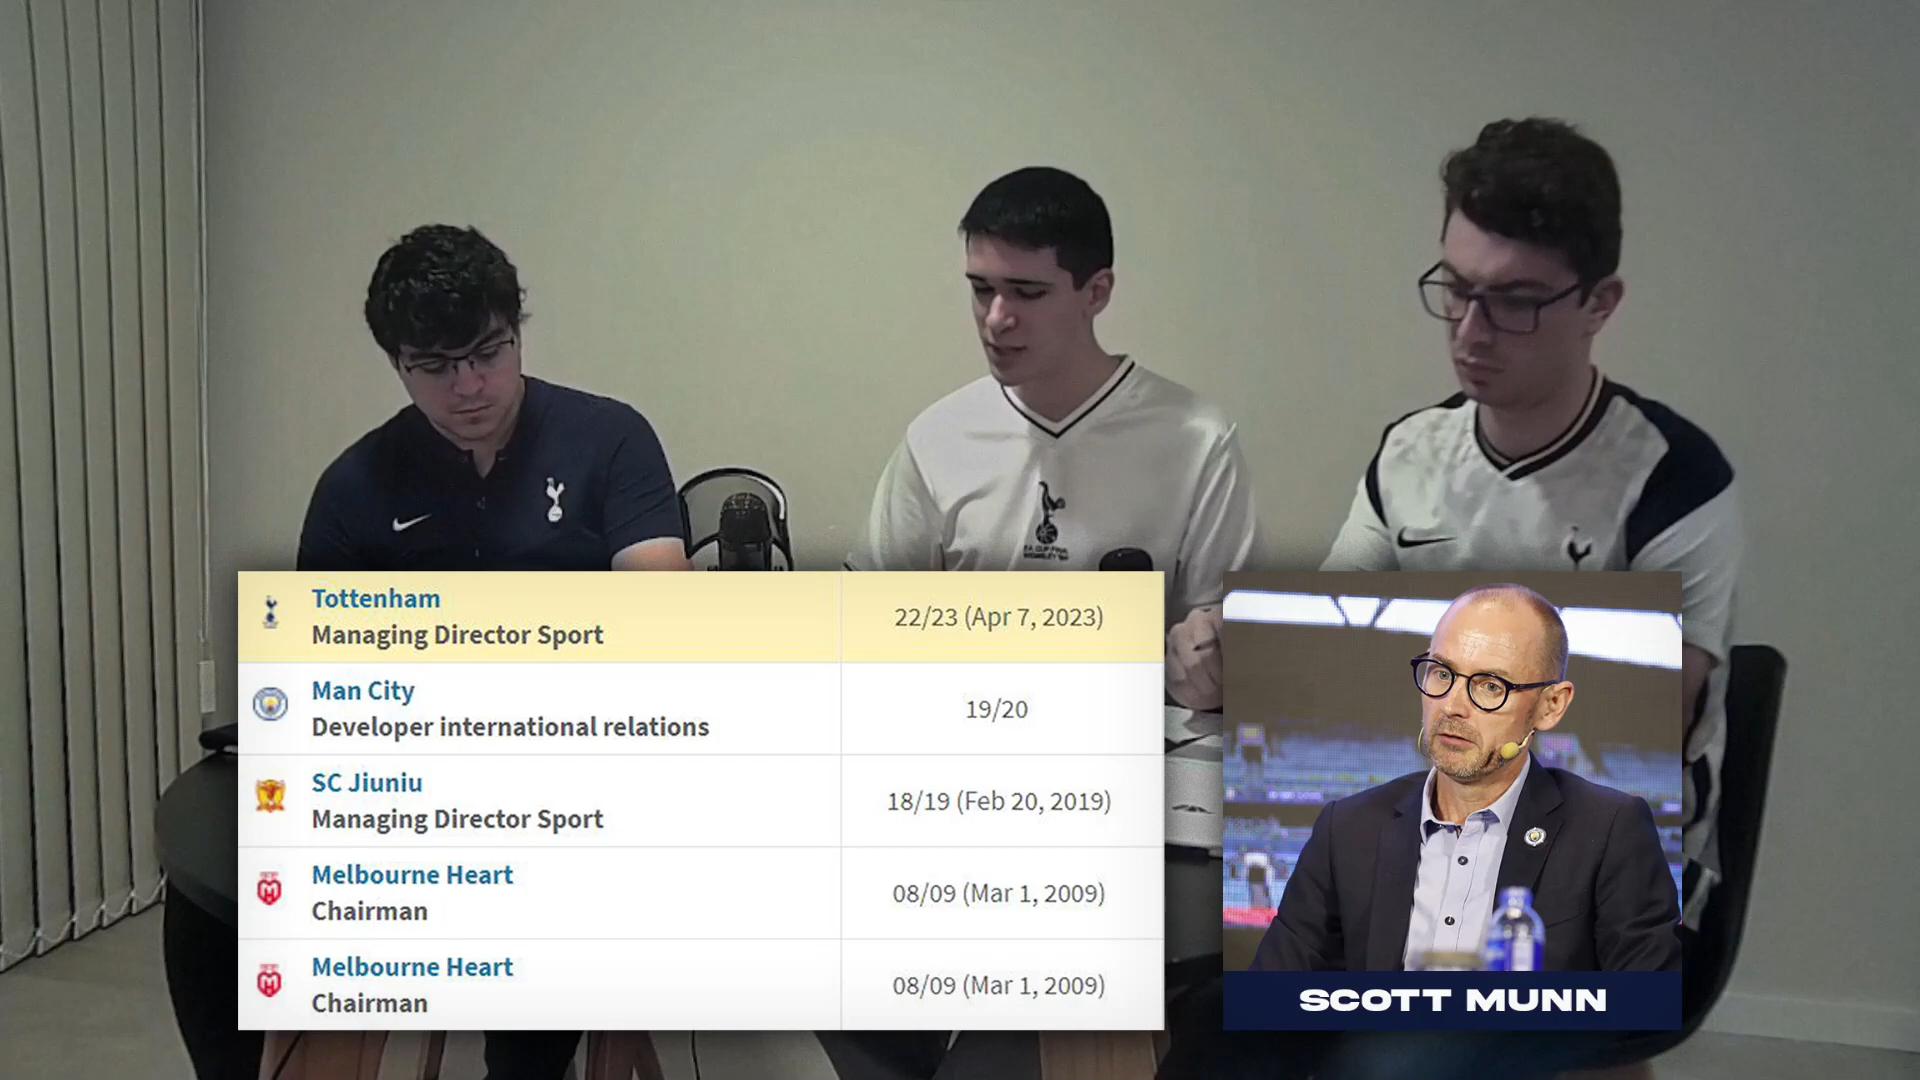 Tottenham
Managing Director Sport
22/23 (Apr 7, 2023)
Man City
Developer international relations
19/20
SC Jiuniu
Managing Director Sport
18/19 (Feb 20, 2019)
Melbourne Heart
Chairman
08/09 (Mar 1, 2009)
Melbourne Heart
Chairman
08/09 (Mar 1, 2009)
SCOTT MUNN